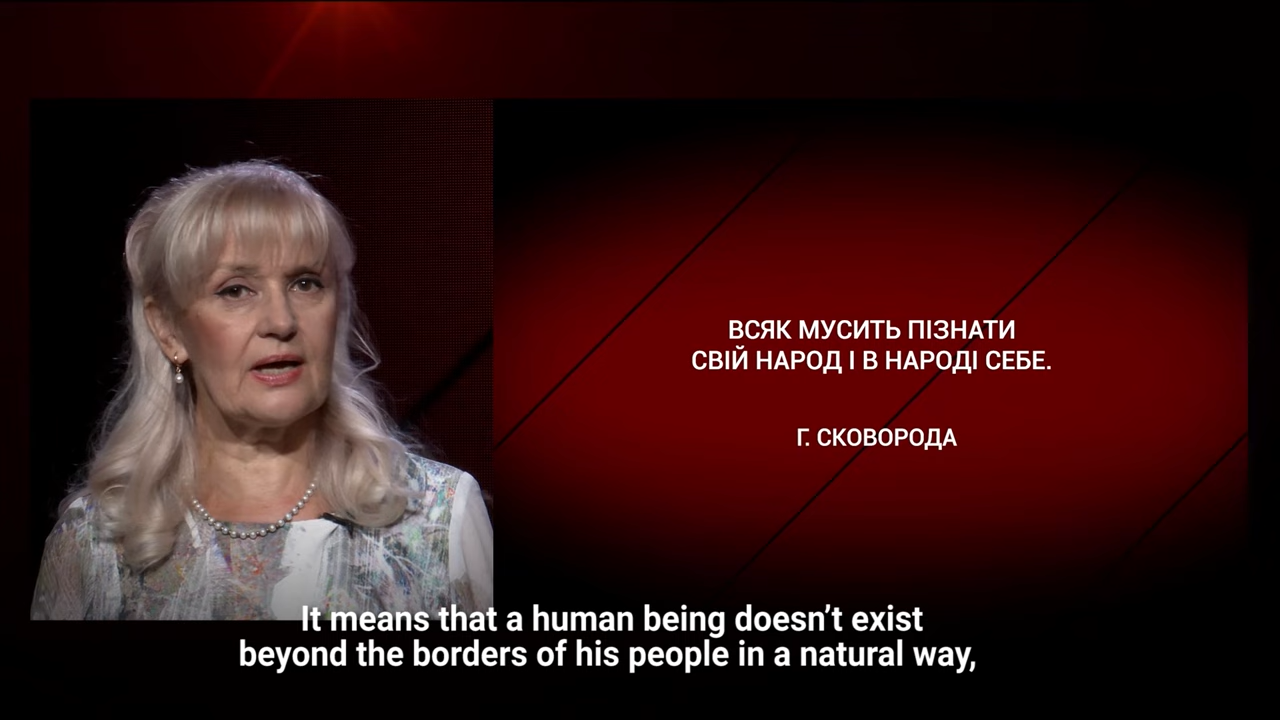 ВСЯК МУСИТЬ ПІЗНАТИ
СВІЙ НАРОД І В НАРОДІ СЕБЕ.
Г. СКОВОРОДА
It means that a human being doesn’t exist
beyond the borders of his people in a natural way,